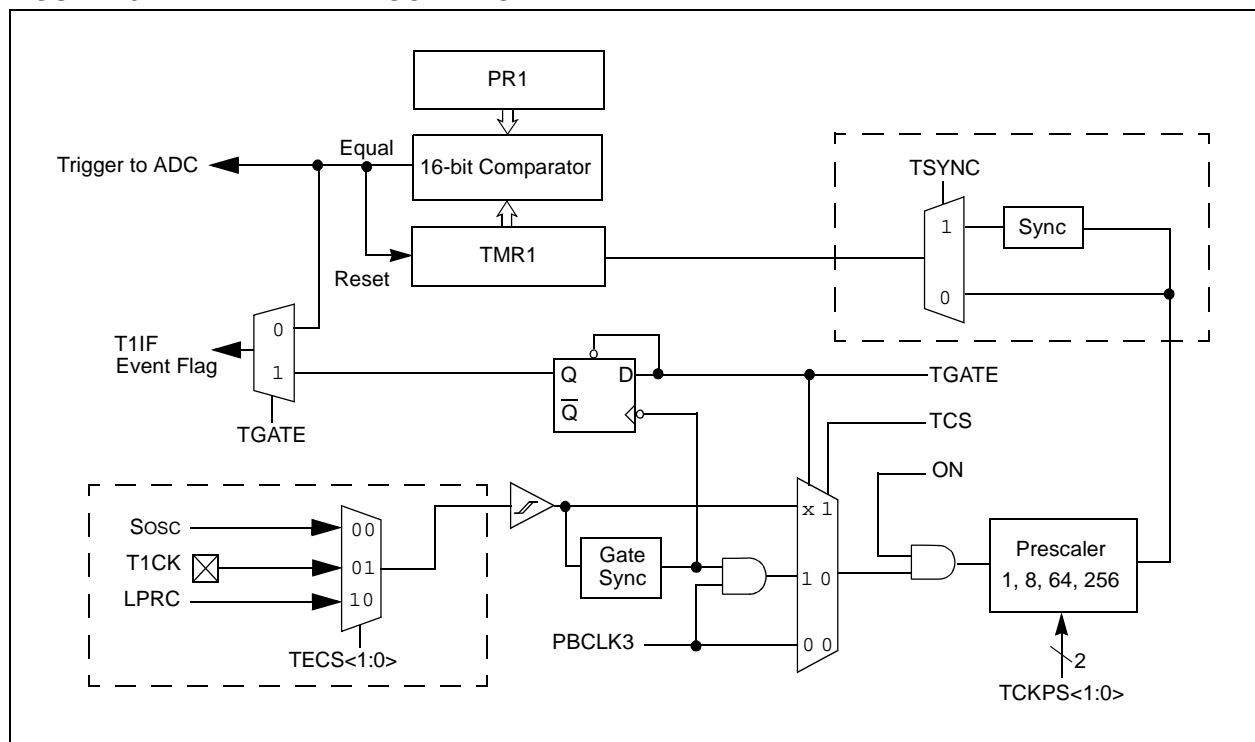 PR1
Equal
16-bit Comparator
Trigger to ADC
TSYNC
1
Sync
TMR1
Reset
0
0
T1IF
Event Flag
1
Q D
Q̅
TGATE
TGATE
TCS
ON
SOSC
00
x 1
T1CK
01
Gate
Sync
1 0
Prescaler
1, 8, 64, 256
LPRC
10
PBCLK3
0 0
TECS<1:0>
2
TCKPS<1:0>